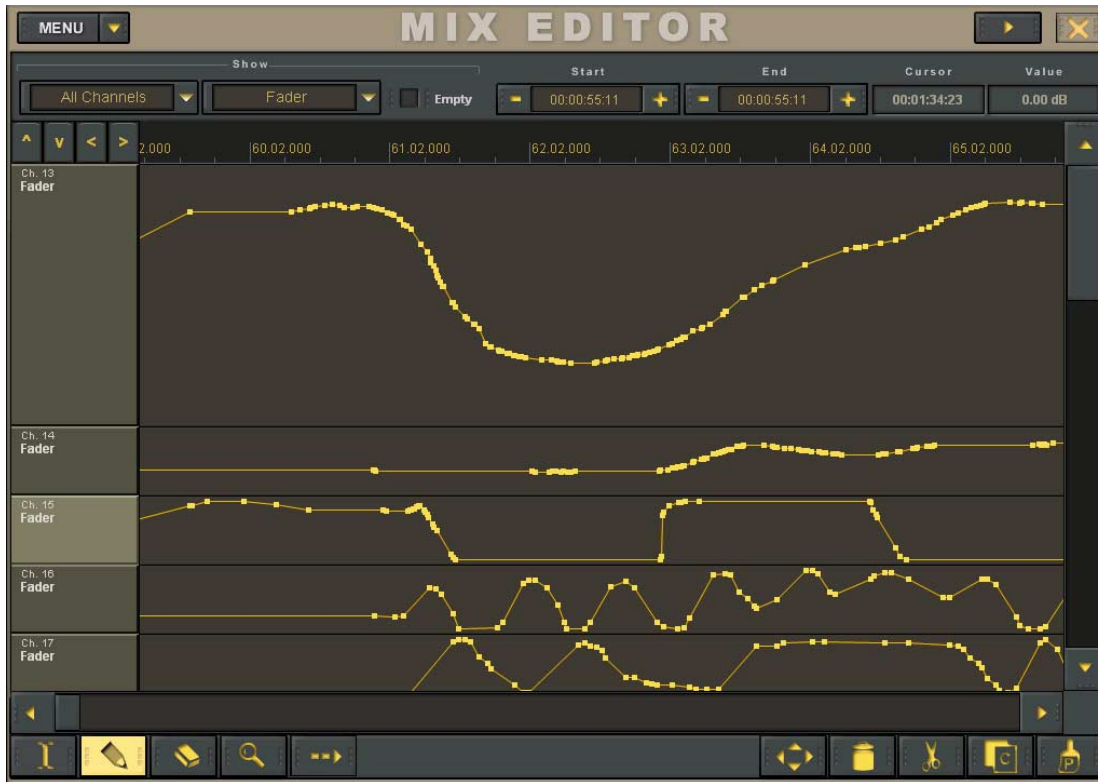 MENU
MIX EDITOR
Show
Start
End
Cursor
Value
All Channels
Fader
Empty
00:00:55:11
00:00:55:11
00:01:34:23
0.00 dB
2.000
60.02.000
61.02.000
62.02.000
63.02.000
64.02.000
65.02.000
Ch. 13
Fader
Ch. 14
Fader
Ch. 15
Fader
Ch. 16
Fader
Ch. 17
Fader
C
P